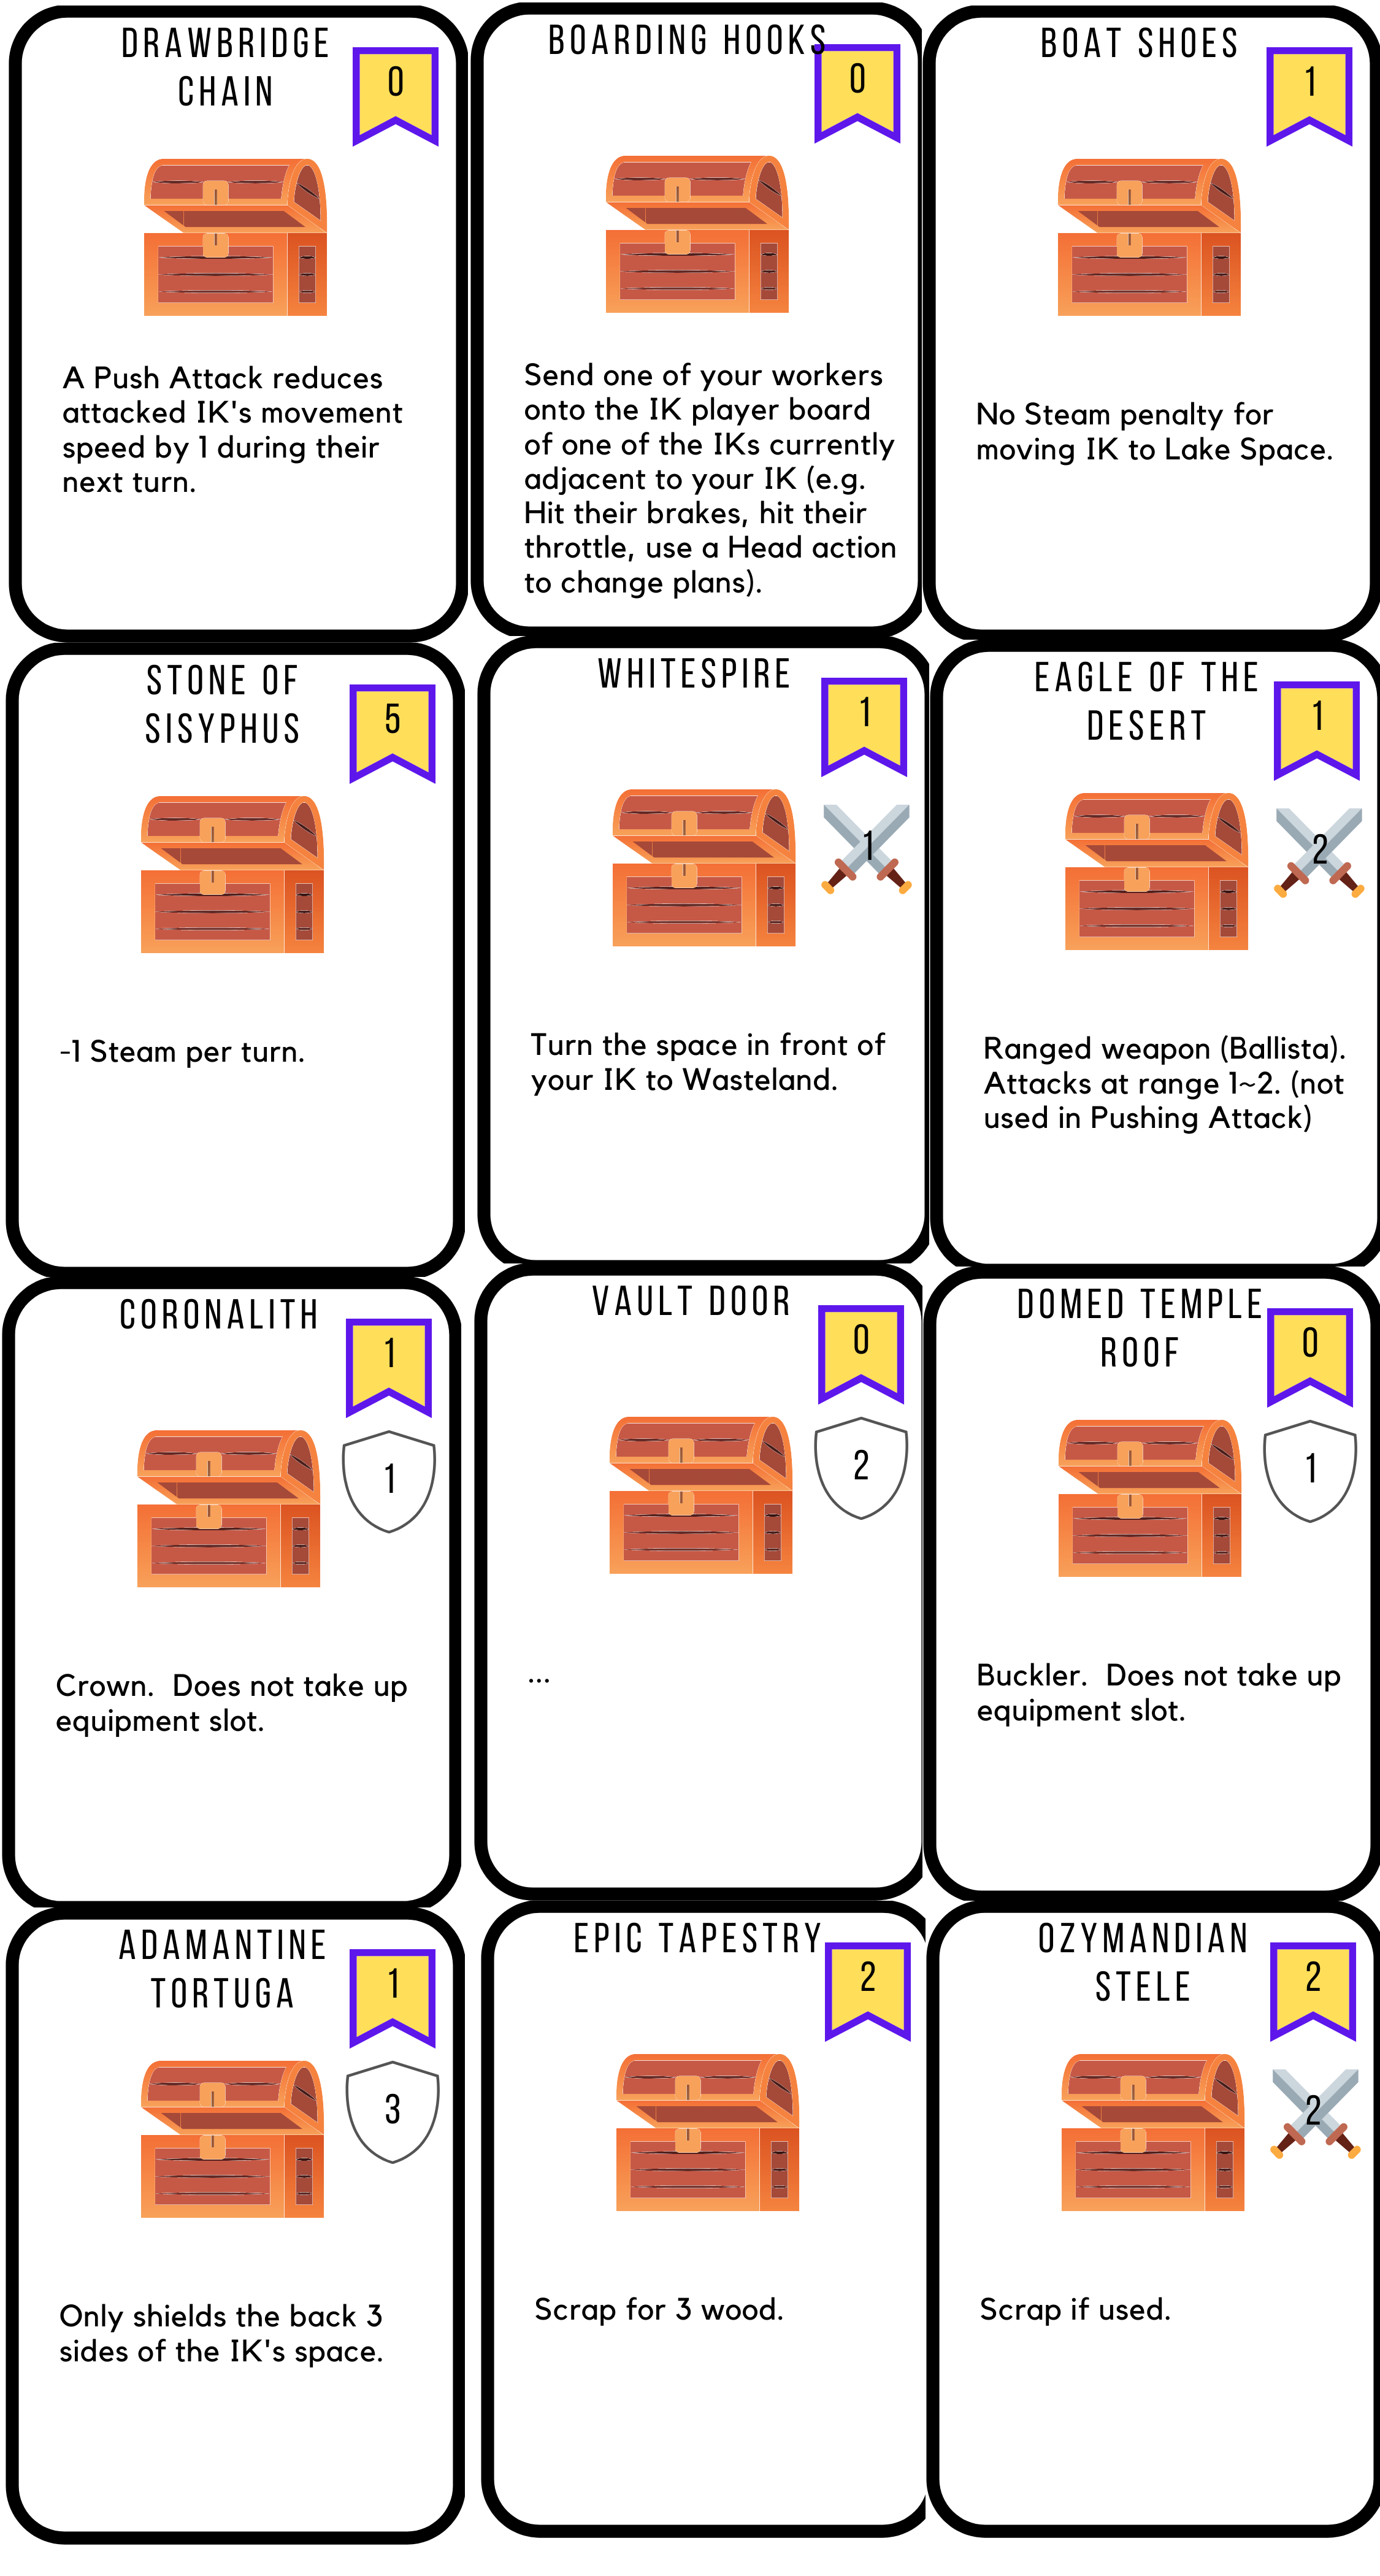 DRAWBRIDGE
CHAIN
0
A Push Attack reduces
attacked IK's movement
speed by 1 during their
next turn.
BOARDING HOOKS
0
Send one of your workers
onto the IK player board
of one of the IKs currently
adjacent to your IK (e.g.
Hit their brakes, hit their
throttle, use a Head action
to change plans).
BOAT SHOES
1
No Steam penalty for
moving IK to Lake Space.
STONE OF
SISYPHUS
5
-1 Steam per turn.
WHITESPIRE
1
1
Turn the space in front of
your IK to Wasteland.
EAGLE OF THE
DESERT
1
2
Ranged weapon (Ballista).
Attacks at range 1~2. (not
used in Pushing Attack)
CORONALITH
1
1
Crown.  Does not take up
equipment slot.
VAULT DOOR
0
2
...
DOMED TEMPLE
ROOF
0
1
Buckler.  Does not take up
equipment slot.
ADAMANTINE
TORTUGA
1
3
Only shields the back 3
sides of the IK's space.
EPIC TAPESTRY
2
Scrap for 3 wood.
OZYMANDIAN
STELE
2
2
Scrap if used.